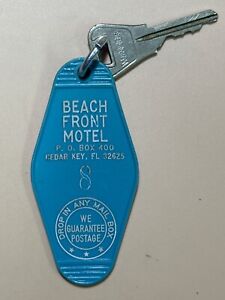 BEACH
FRONT
MOTEL
P. O. BOX 400
CEDAR KEY, FL 32625
8
DROP IN ANY MAIL BOX
WE
GUARANTEE
POSTAGE